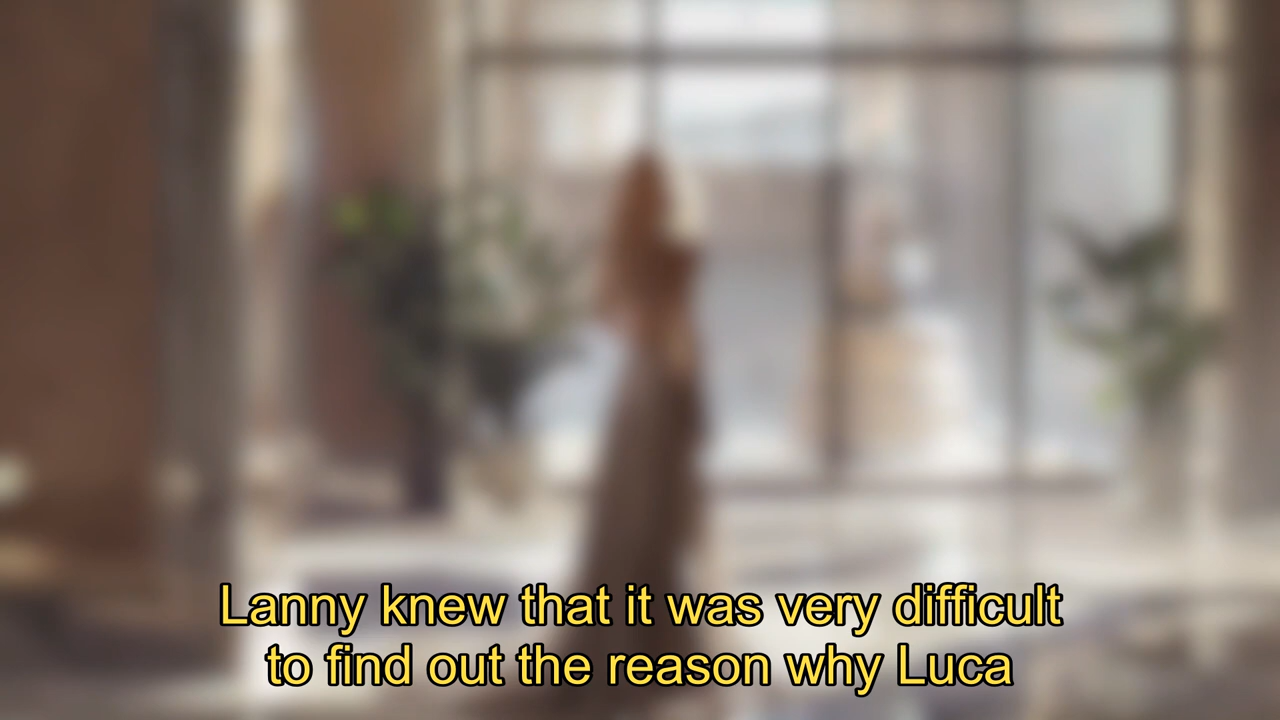 Lanny knew that it was very difficult
to find out the reason why Luca